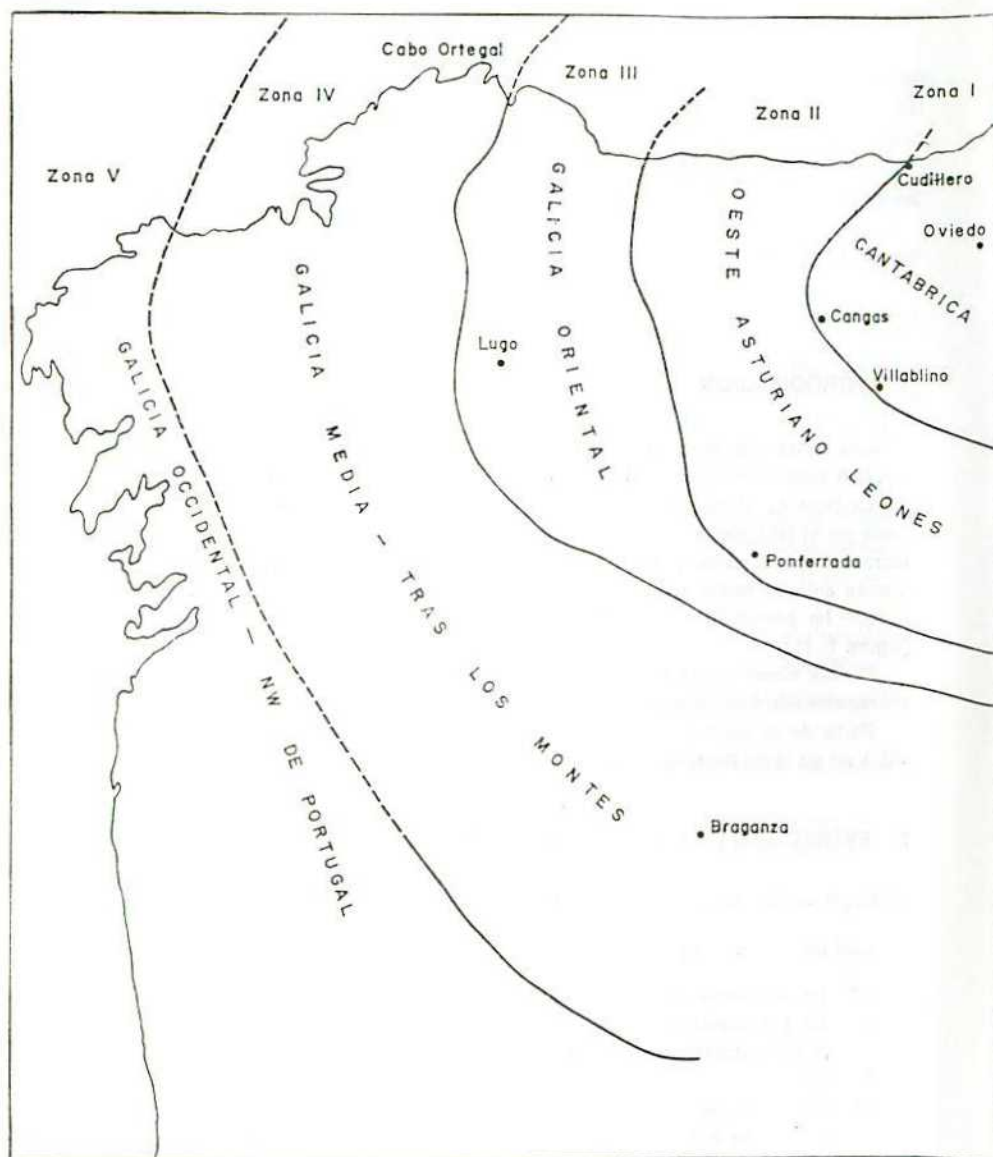 Cabo Ortegal
Zona III
Zona IV
Zona II
Zona I
Zona V
Cudillero
Oviedo
CANTABRICA
Cangas
Villablino
Lugo
GALICIA ORIENTAL
OESTE ASTURIANO LEONES
GALICIA MEDIA - TRAS LOS MONTES
GALICIA OCCIDENTAL - NW DE PORTUGAL
Ponferrada
Braganza